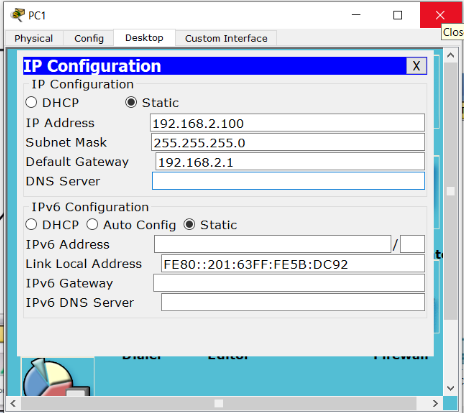 PC1
Close
Physical Config Desktop Custom Interface
IP Configuration X
IP Configuration
DHCP Static
IP Address 192.168.2.100
Subnet Mask 255.255.255.0
Default Gateway 192.168.2.1
DNS Server
IPv6 Configuration
DHCP Auto Config Static
IPv6 Address /
Link Local Address FE80::201:63FF:FE5B:DC92
IPv6 Gateway
IPv6 DNS Server
Dialer Editor Firewall